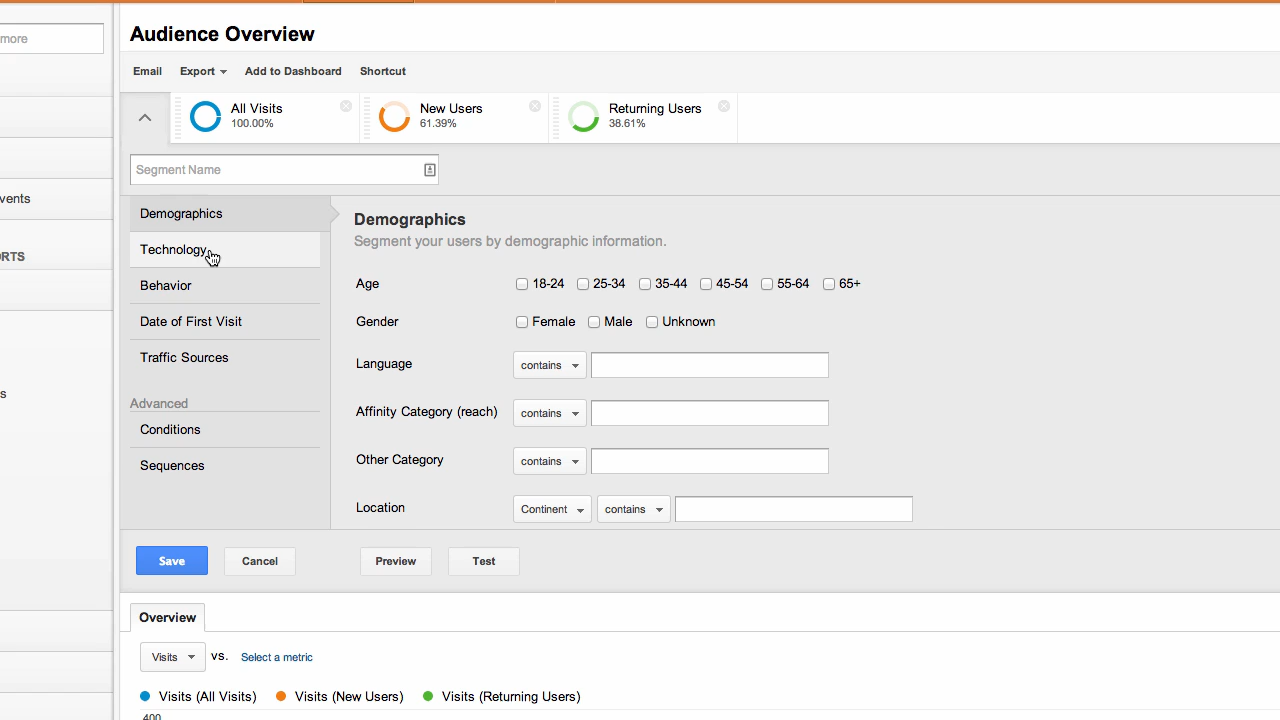 Audience Overview
more
Email Export Add to Dashboard Shortcut
All Visits New Users Returning Users
100.00% 61.39% 38.61%
Segment Name
vents
Demographics
Technology
Behavior
Date of First Visit
Traffic Sources
Advanced
Conditions
Sequences
ORTS
s
Demographics
Segment your users by demographic information.
Age 18-24 25-34 35-44 45-54 55-64 65+
Gender Female Male Unknown
Language contains
Affinity Category (reach) contains
Other Category contains
Location Continent contains
Save Cancel Preview Test
Overview
Visits vs. Select a metric
Visits (All Visits) Visits (New Users) Visits (Returning Users)
400